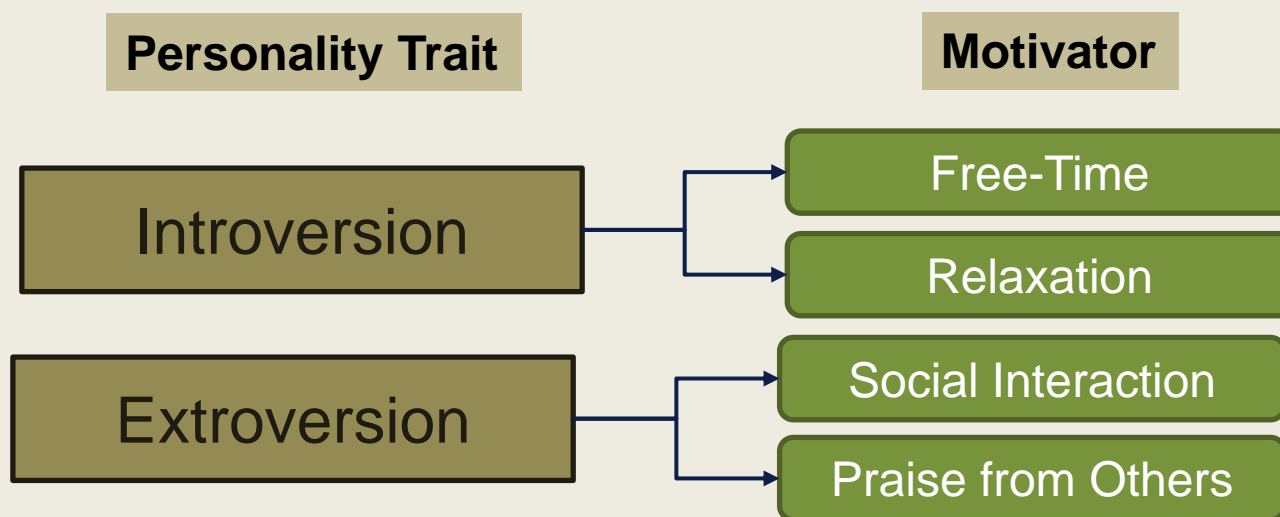 Personality Trait
Motivator
Introversion
Free-Time
Relaxation
Extroversion
Social Interaction
Praise from Others